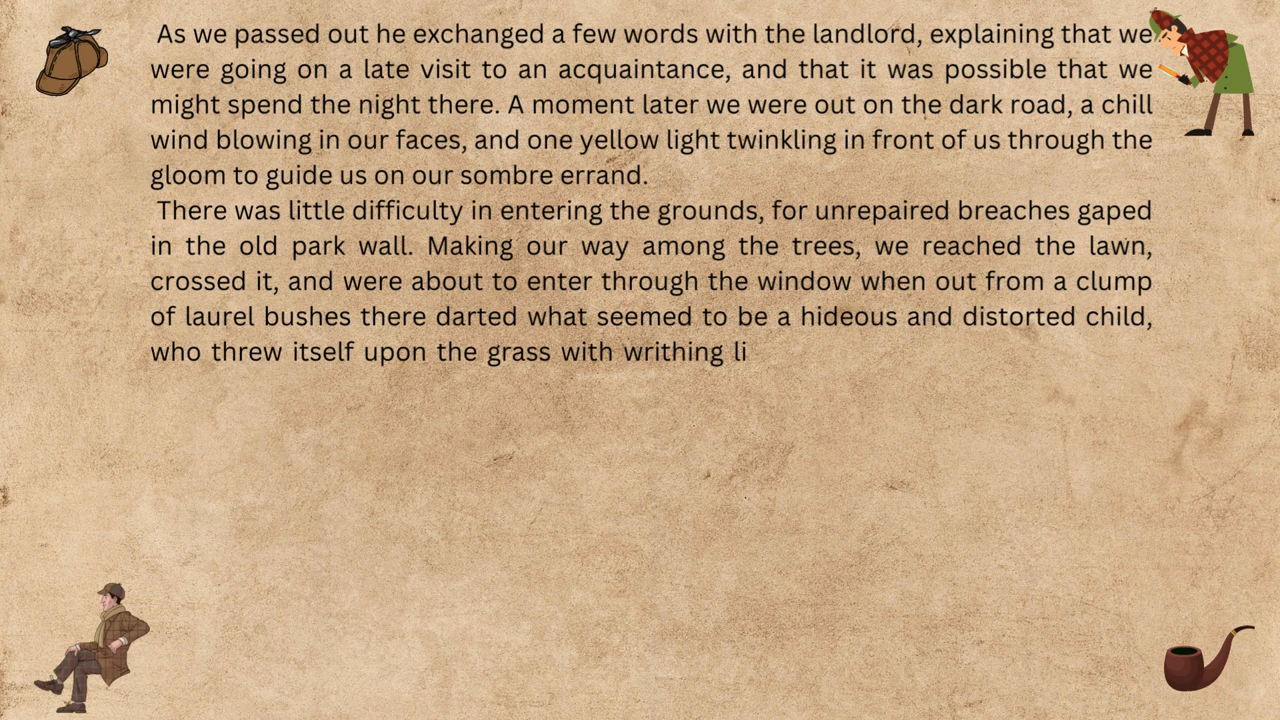 As we passed out he exchanged a few words with the landlord, explaining that we
were going on a late visit to an acquaintance, and that it was possible that we
might spend the night there. A moment later we were out on the dark road, a chill
wind blowing in our faces, and one yellow light twinkling in front of us through the
gloom to guide us on our sombre errand.
There was little difficulty in entering the grounds, for unrepaired breaches gaped
in the old park wall. Making our way among the trees, we reached the lawn,
crossed it, and were about to enter through the window when out from a clump
of laurel bushes there darted what seemed to be a hideous and distorted child,
who threw itself upon the grass with writhing li